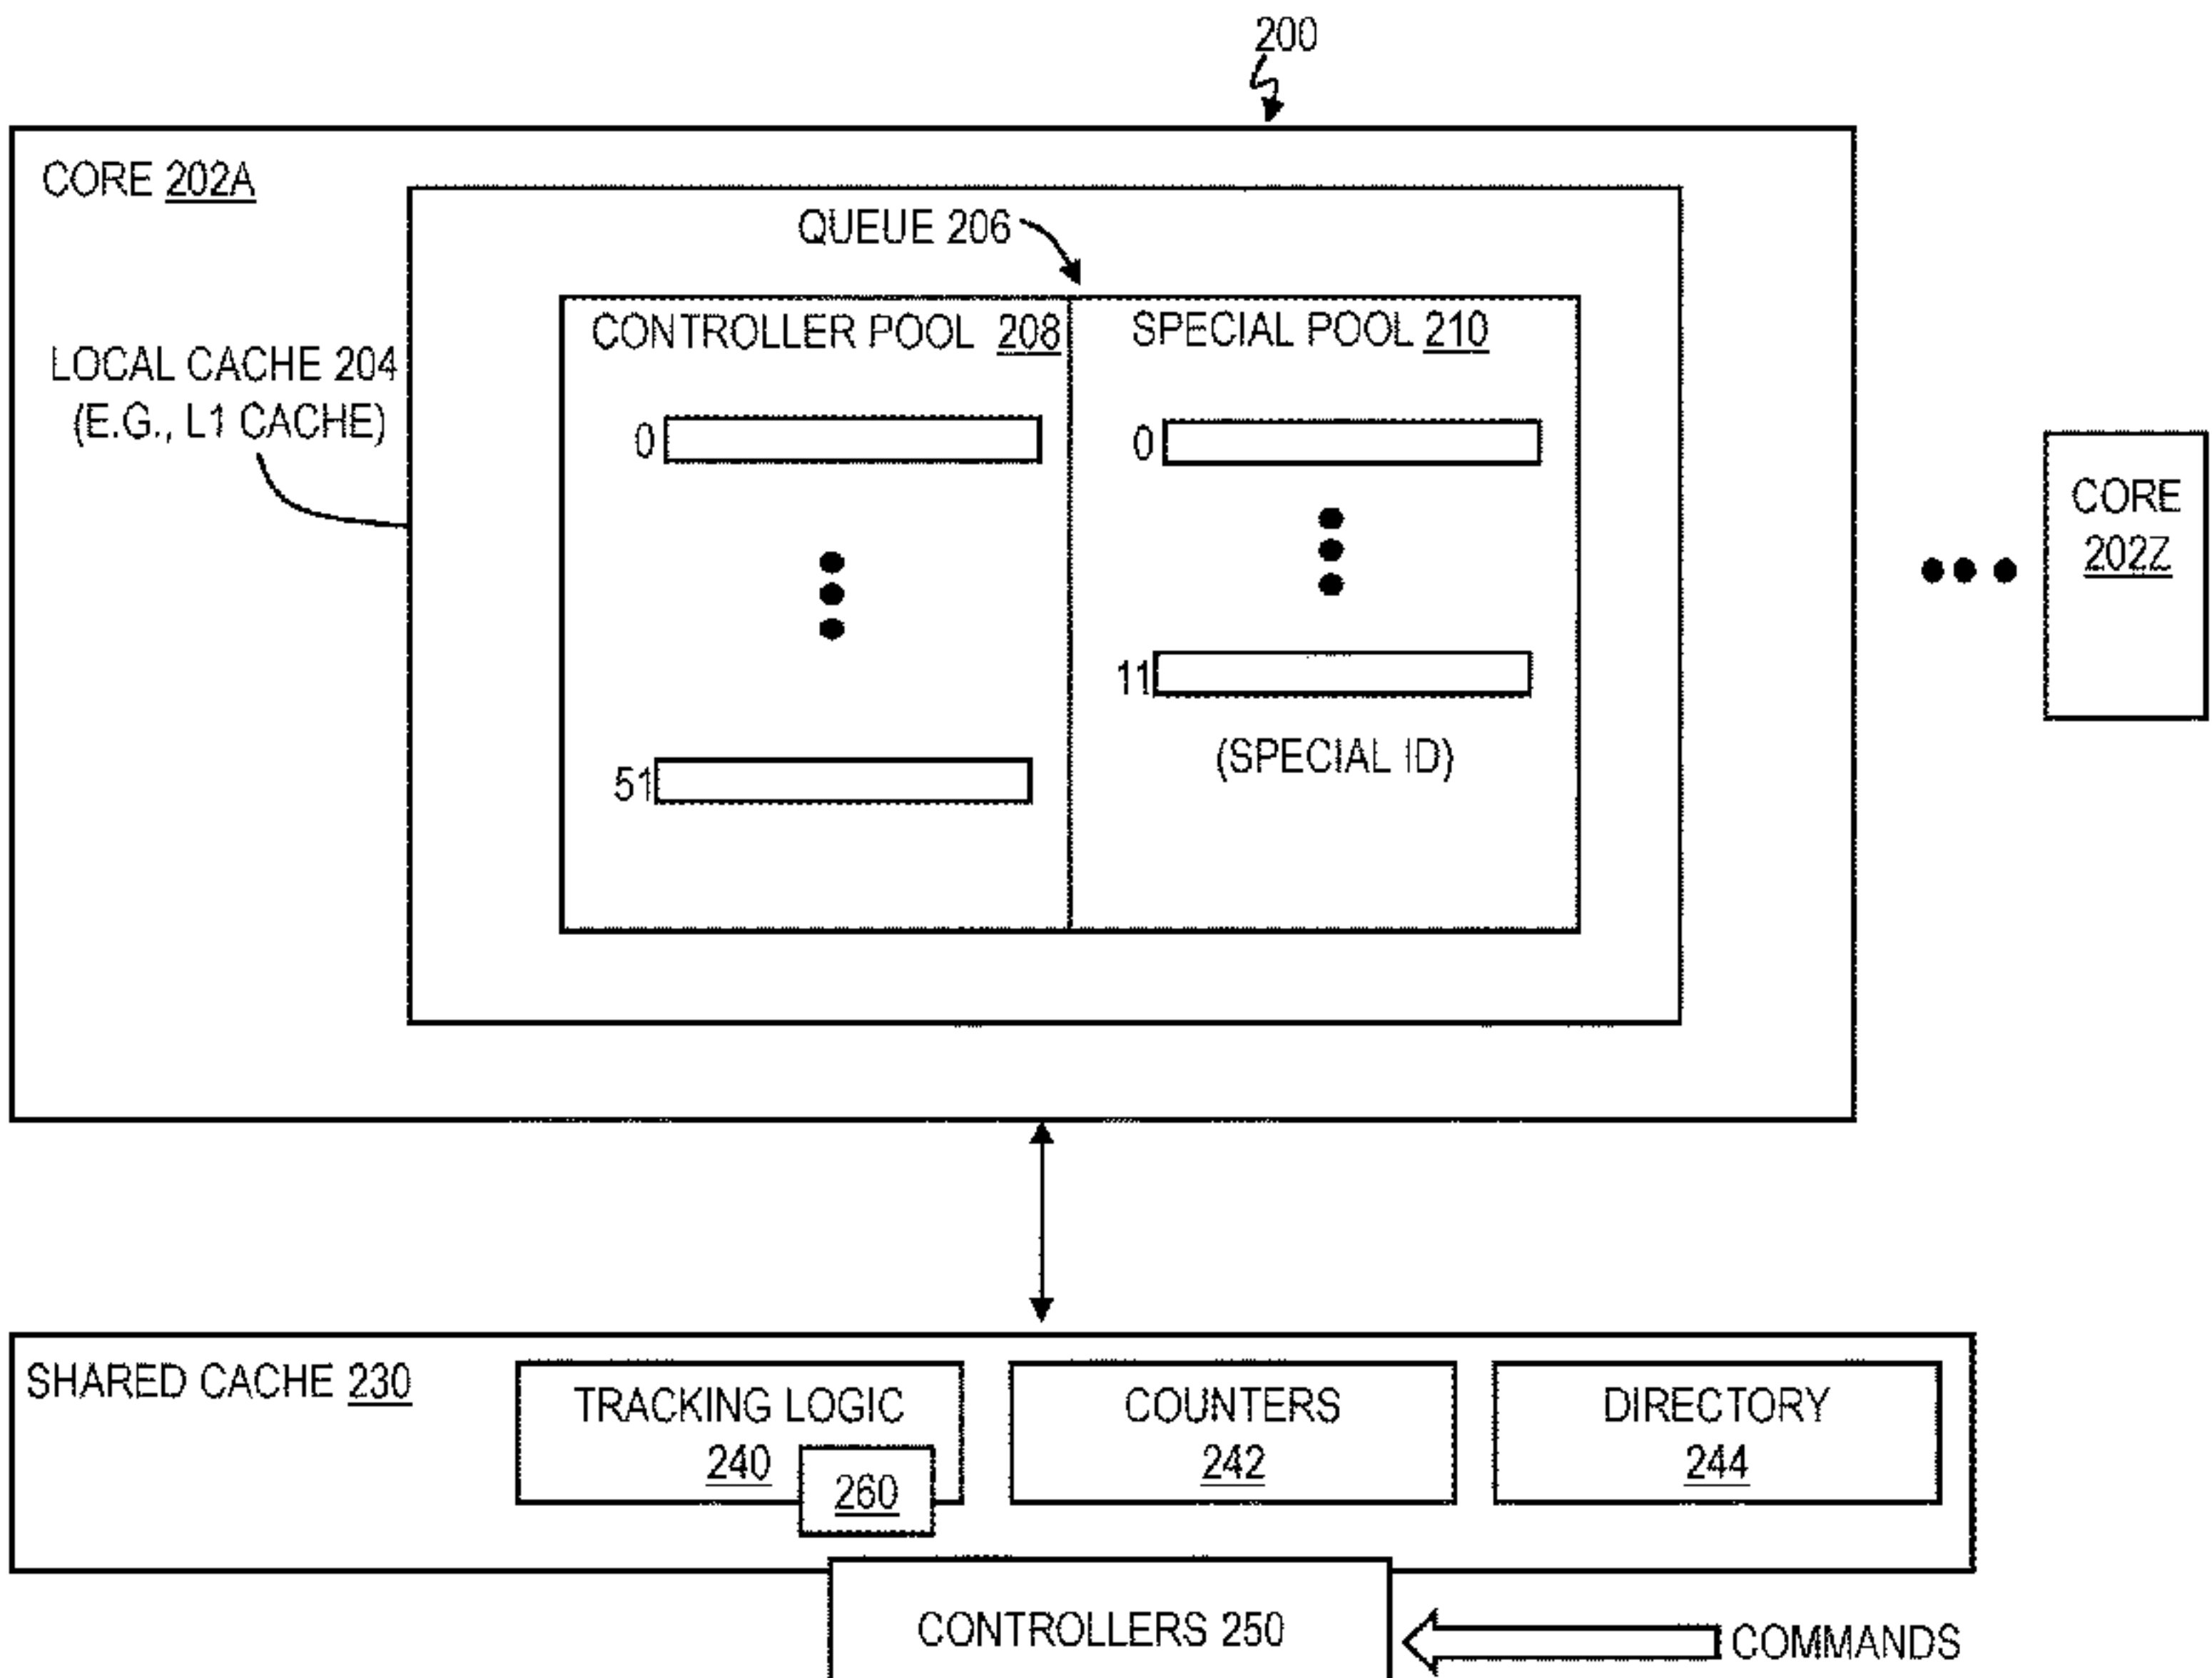 200
CORE 202A
QUEUE 206
CONTROLLER POOL 208
SPECIAL POOL 210
LOCAL CACHE 204
(E.G., L1 CACHE)
0
0
CORE
202Z
11
(SPECIAL ID)
51
SHARED CACHE 230
TRACKING LOGIC
240
260
COUNTERS
242
DIRECTORY
244
CONTROLLERS 250
COMMANDS